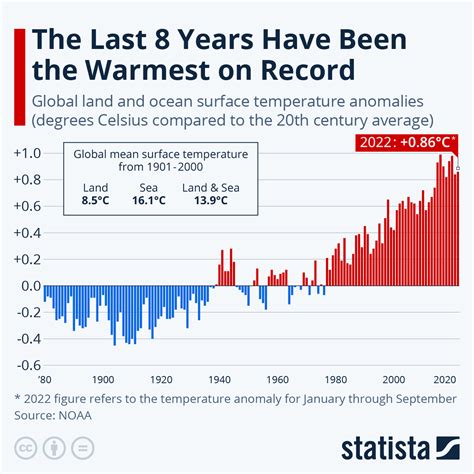 The Last 8 Years Have Been
the Warmest on Record
Global land and ocean surface temperature anomalies
(degrees Celsius compared to the 20th century average)
2022: +0.86°C*
+1.0
+0.8
+0.6
+0.4
+0.2
0.0
-0.2
-0.4
-0.6
Global mean surface temperature
from 1901-2000
Land Sea Land & Sea
8.5°C 16.1°C 13.9°C
'80 1900 1920 1940 1960 1980 2000 2020
* 2022 figure refers to the temperature anomaly for January through September
Source: NOAA
cc
statista